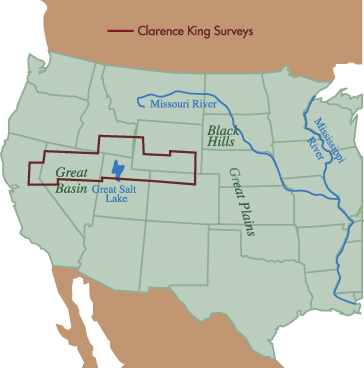 Clarence King Surveys
Missouri River
Black
Hills
Mississippi
River
Great
Basin
Great Salt
Lake
Great Plains